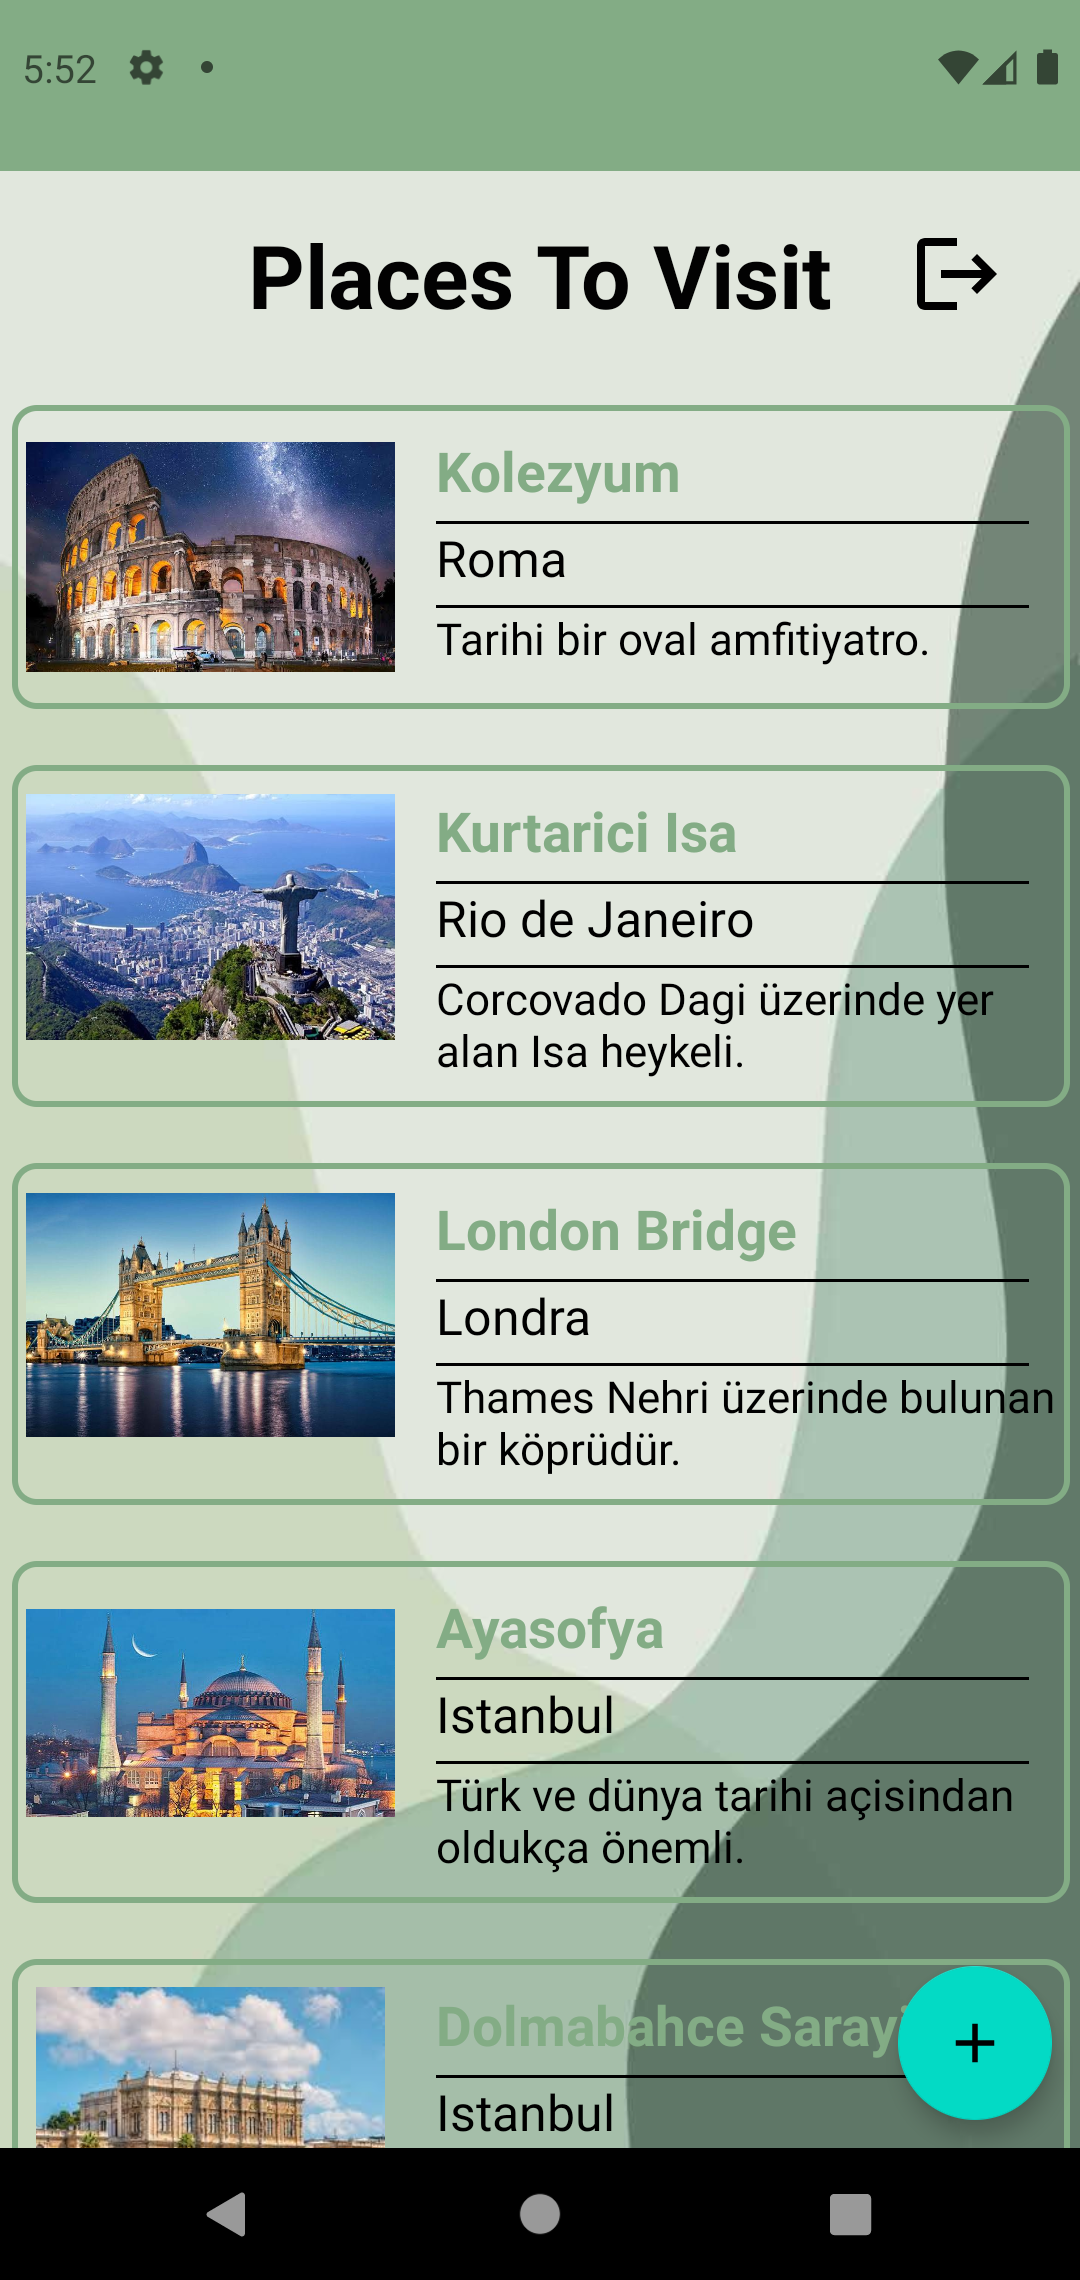 5:52
Places To Visit
Kolezyum
Roma
Tarihi bir oval amfitiyatro.
Kurtarici Isa
Rio de Janeiro
Corcovado Dagi üzerinde yer
alan Isa heykeli.
London Bridge
Londra
Thames Nehri üzerinde bulunan
bir köprüdür.
Ayasofya
Istanbul
Türk ve dünya tarihi açisindan
oldukça önemli.
Dolmabahce Sarayi
Istanbul